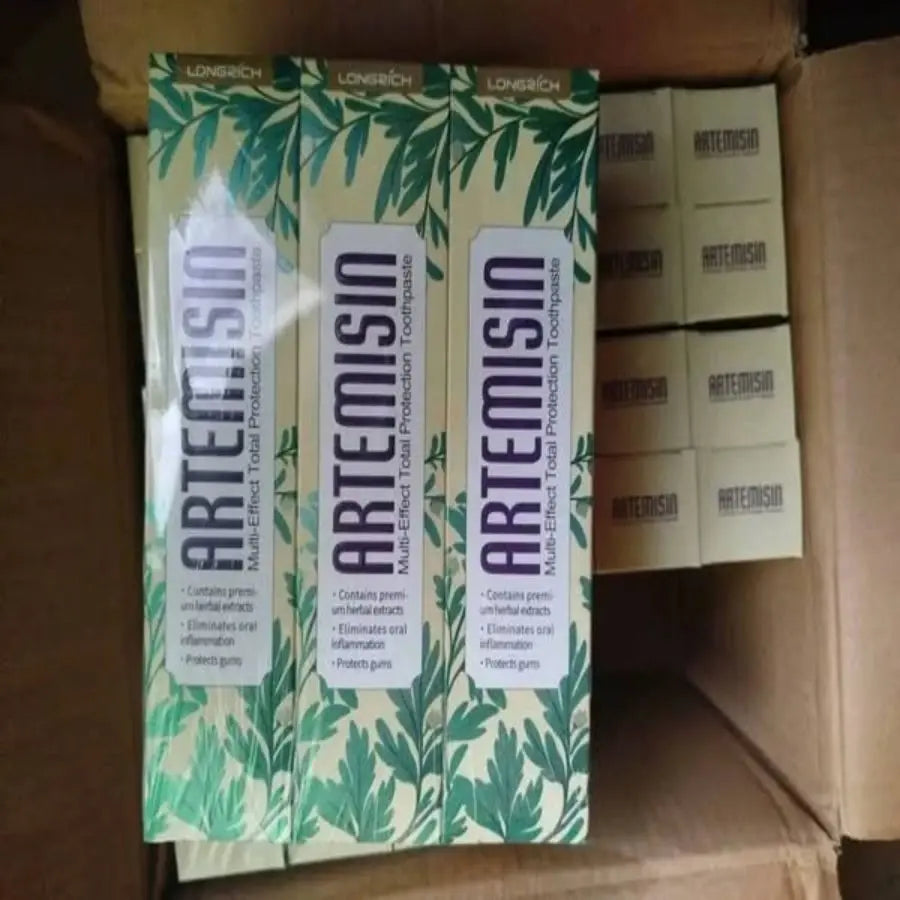 LONGRICH
ARTEMISIN
Multi-Effect Total Protection Toothpaste
· Contains premi-
um herbal extracts
· Eliminates oral
inflammation
· Protects gums
LONGRICH
ARTEMISIN
Multi-Effect Total Protection Toothpaste
· Contains premi-
um herbal extracts
· Eliminates oral
inflammation
· Protects gums
LONGRICH
ARTEMISIN
Multi-Effect Total Protection Toothpaste
· Contains premi-
um herbal extracts
· Eliminates oral
inflammation
· Protects gums
ARTEMISIN
ARTEMISIN
ARTEMISIN
ARTEMISIN
ARTEMISIN
ARTEMISIN
ARTEMISIN
ARTEMISIN